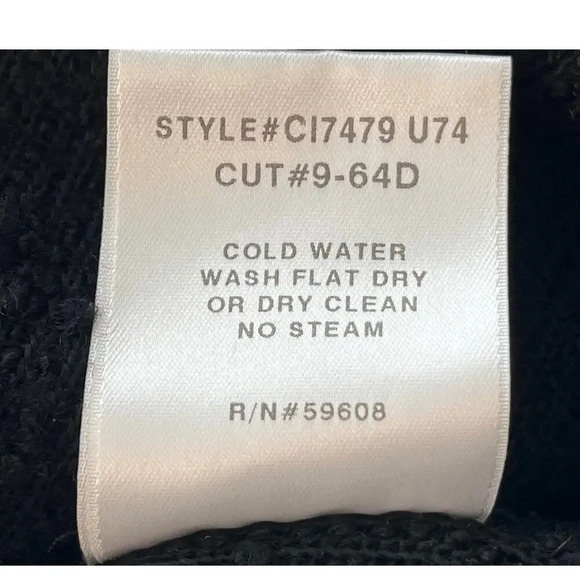 STYLE#CI7479 U74
CUT#9-64D
COLD WATER
WASH FLAT DRY
OR DRY CLEAN
NO STEAM
R/N#59608